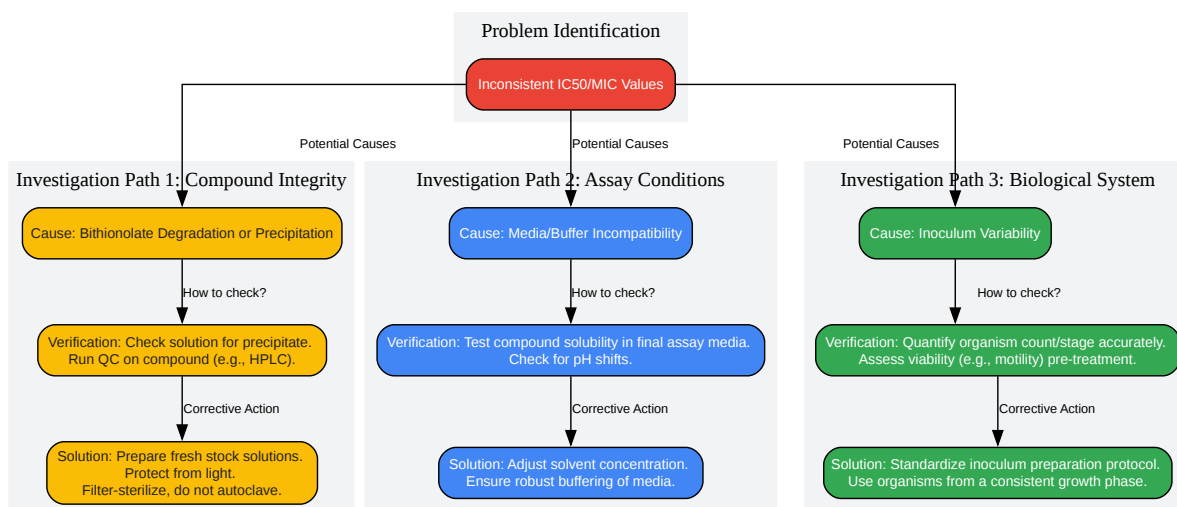 Problem Identification
Inconsistent IC50/MIC Values
Potential Causes
Potential Causes
Potential Causes
Investigation Path 1: Compound Integrity
Cause: Bithionolate Degradation or Precipitation
How to check?
Verification: Check solution for precipitate.
Run QC on compound (e.g., HPLC).
Corrective Action
Solution: Prepare fresh stock solutions.
Protect from light.
Filter-sterilize, do not autoclave.
Investigation Path 2: Assay Conditions
Cause: Media/Buffer Incompatibility
How to check?
Verification: Test compound solubility in final assay media.
Check for pH shifts.
Corrective Action
Solution: Adjust solvent concentration.
Ensure robust buffering of media.
Investigation Path 3: Biological System
Cause: Inoculum Variability
How to check?
Verification: Quantify organism count/stage accurately.
Assess viability (e.g., motility) pre-treatment.
Corrective Action
Solution: Standardize inoculum preparation protocol.
Use organisms from a consistent growth phase.